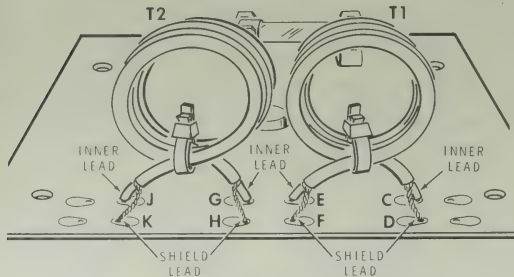 T2 T1
INNER
LEAD
INNER
LEAD
INNER
LEAD
J G E C
K H F D
SHIELD
LEAD
SHIELD
LEAD